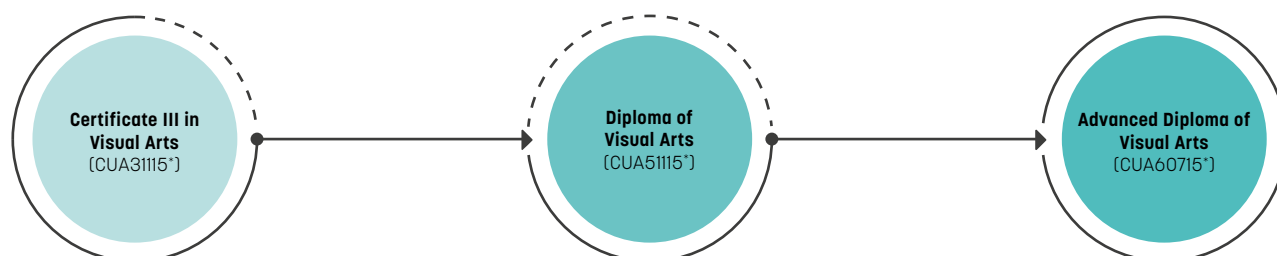 Certificate III in
Visual Arts
(CUA31115*)
Diploma of
Visual Arts
(CUA51115*)
Advanced Diploma of
Visual Arts
(CUA60715*)